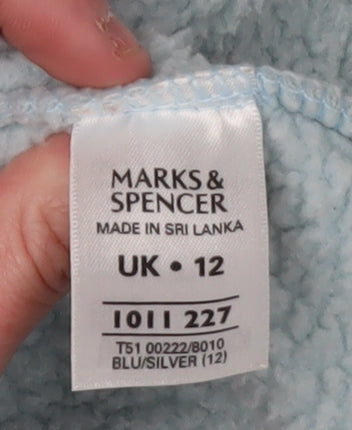 MARKS &
SPENCER
MADE IN SRI LANKA
UK • 12
1011 227
T51 00222/8010
BLU/SILVER (12)